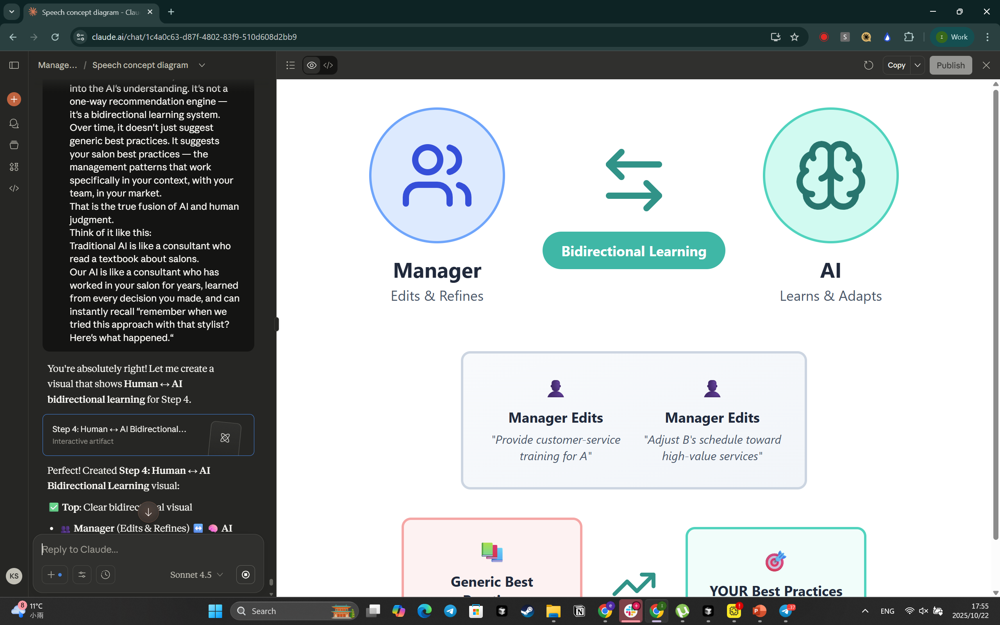 Speech concept diagram - Clau
claude.ai/chat/1c4a0c63-d87f-4802-83f9-510d608d2bb9
S
I
Work
Manage... / Speech concept diagram
Copy
Publish
into the AI's understanding. It's not a
one-way recommendation engine —
it's a bidirectional learning system.
Over time, it doesn't just suggest
generic best practices. It suggests
your salon best practices — the
management patterns that work
specifically in your context, with your
team, in your market.
That is the true fusion of AI and human
judgment.
Think of it like this:
Traditional AI is like a consultant who
read a textbook about salons.
Our AI is like a consultant who has
worked in your salon for years, learned
from every decision you made, and can
instantly recall "remember when we
tried this approach with that stylist?
Here's what happened."
You're absolutely right! Let me create a
visual that shows Human ↔ AI
bidirectional learning for Step 4.
Step 4: Human ↔ AI Bidirectional...
Interactive artifact
Perfect! Created Step 4: Human ↔ AI
Bidirectional Learning visual:
✅ Top: Clear bidirec al visual
• 👥 Manager (Edits & Refines) ↔️ 🧠 AI
Reply to Claude...
Sonnet 4.5
KS
Bidirectional Learning
Manager
Edits & Refines
AI
Learns & Adapts
Manager Edits
"Provide customer-service
training for A"
Manager Edits
"Adjust B's schedule toward
high-value services"
Generic Best
YOUR Best Practices
8
11°C
小雨
Search
37
ENG
17:55
2025/10/22